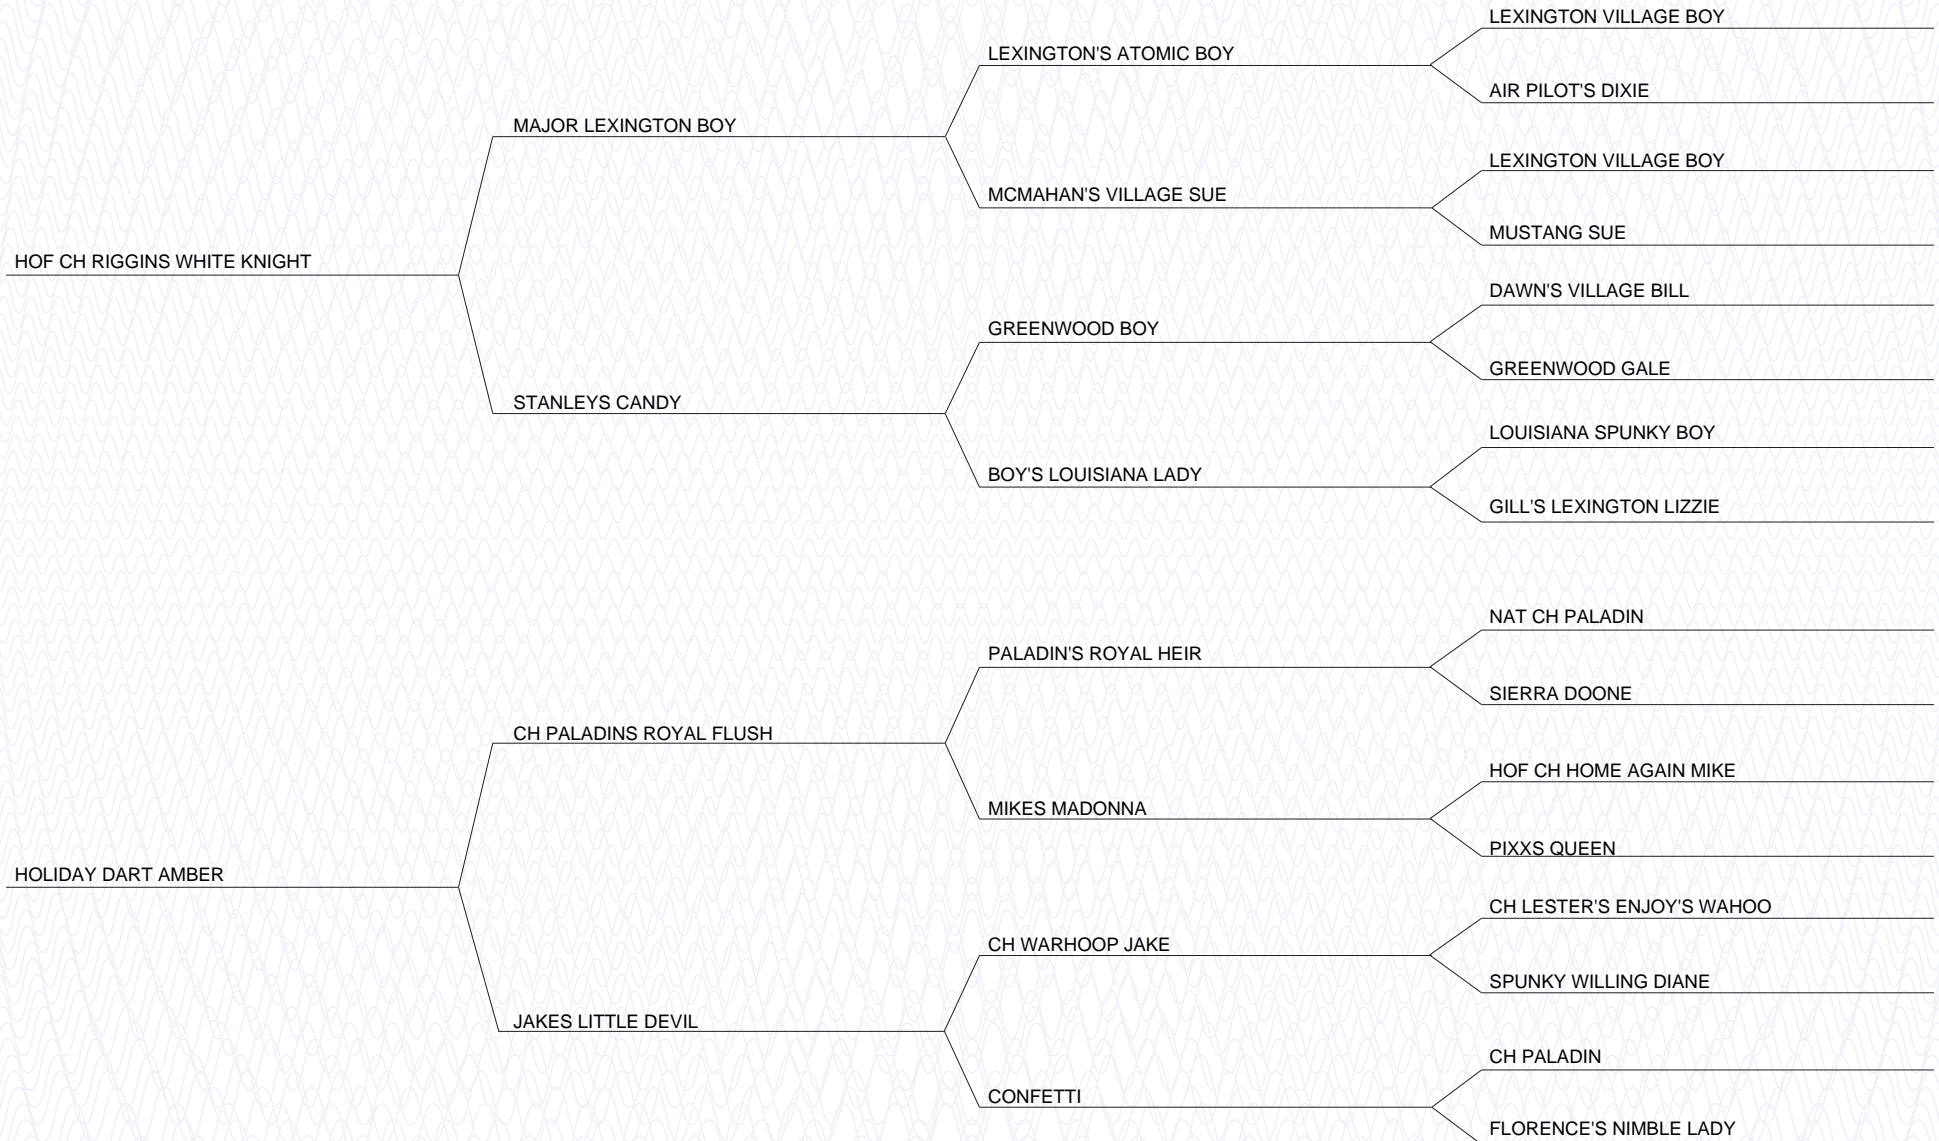 LEXINGTON VILLAGE BOY
LEXINGTON'S ATOMIC BOY
AIR PILOT'S DIXIE
MAJOR LEXINGTON BOY
LEXINGTON VILLAGE BOY
MCMAHAN'S VILLAGE SUE
MUSTANG SUE
HOF CH RIGGINS WHITE KNIGHT
DAWN'S VILLAGE BILL
GREENWOOD BOY
GREENWOOD GALE
STANLEYS CANDY
LOUISIANA SPUNKY BOY
BOY'S LOUISIANA LADY
GILL'S LEXINGTON LIZZIE
NAT CH PALADIN
PALADIN'S ROYAL HEIR
SIERRA DOONE
CH PALADINS ROYAL FLUSH
HOF CH HOME AGAIN MIKE
MIKES MADONNA
PIXXS QUEEN
HOLIDAY DART AMBER
CH LESTER'S ENJOY'S WAHOO
CH WARHOOP JAKE
SPUNKY WILLING DIANE
JAKES LITTLE DEVIL
CH PALADIN
CONFETTI
FLORENCE'S NIMBLE LADY